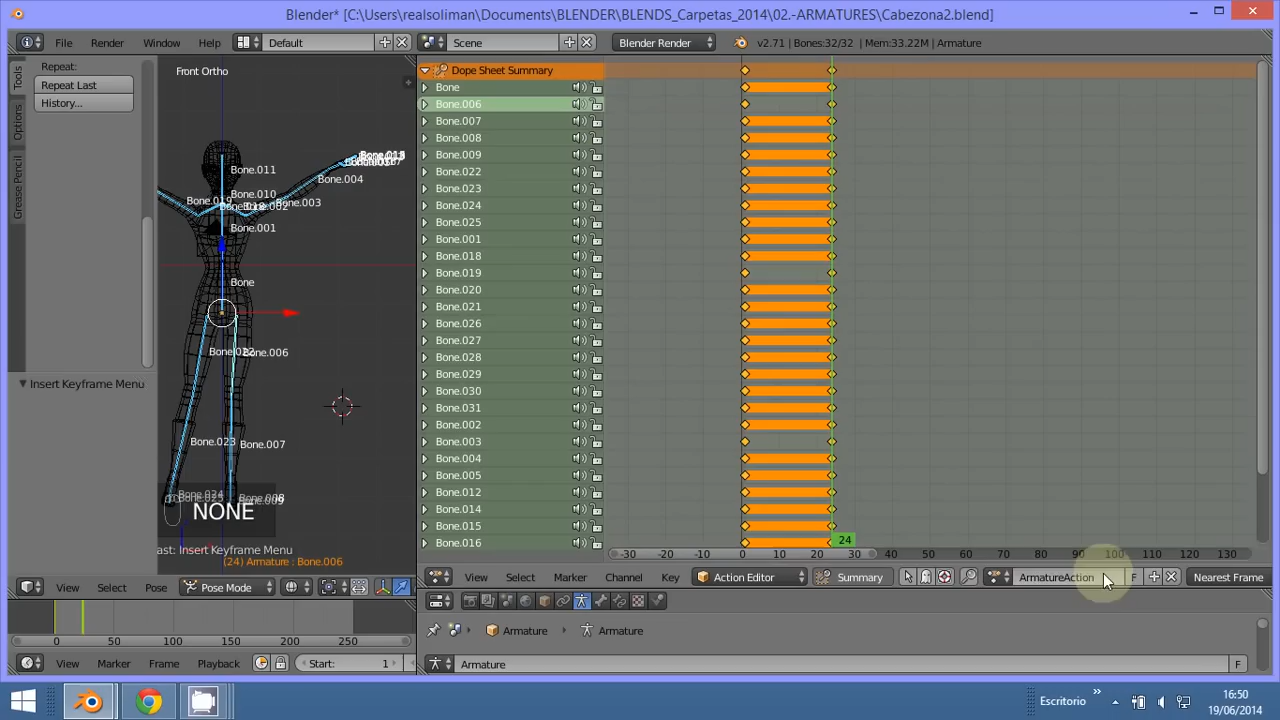 Blender* [C:\Users\realsoliman\Documents\BLENDER\BLENDS_Carpetas_2014\02.-ARMATURES\Cabezona2.blend]
File Render Window Help Default Scene Blender Render v2.71 | Bones:32/32 | Mem:33.22M | Armature
Tools
Options
Grease Pencil
Repeat:
Repeat Last
History...
Insert Keyframe Menu
Front Ortho
Bone.011
Bone.004
Bone.010
Bone.003
Bone.001
Bone
Bone.006
Bone.023
Bone.007
NONE
ast: Insert Keyframe Menu
(24) Armature : Bone.006
View Select Pose Pose Mode
0 50 100 150 200 250
View Marker Frame Playback Start: 1
Dope Sheet Summary
Bone
Bone.006
Bone.007
Bone.008
Bone.009
Bone.022
Bone.023
Bone.024
Bone.025
Bone.001
Bone.018
Bone.019
Bone.020
Bone.021
Bone.026
Bone.027
Bone.028
Bone.029
Bone.030
Bone.031
Bone.002
Bone.003
Bone.004
Bone.005
Bone.012
Bone.014
Bone.015
Bone.016
24
-30 -20 -10 0 10 20 30 40 50 60 70 80 90 100 110 120 130
View Select Marker Channel Key Action Editor Summary ArmatureAction F Nearest Frame
Armature Armature
Armature F
Escritorio
16:50
19/06/2014